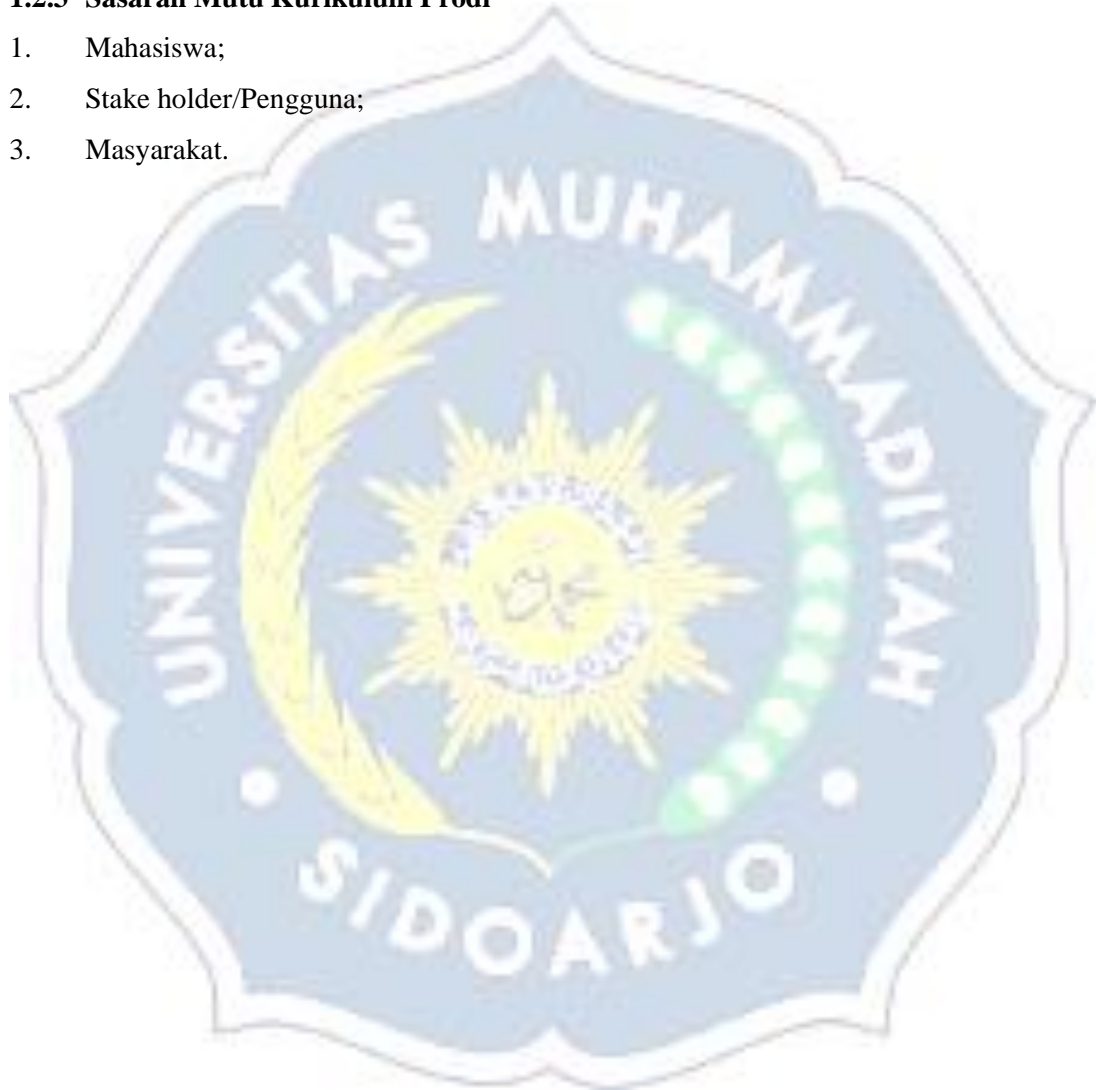 1.2.3 Sasaran Mutu Kurikulum Prodi
1. Mahasiswa;
2. Stake holder/Pengguna;
3. Masyarakat.
UNIVERSITAS MUHAMMADIYAH
SIDOARJO